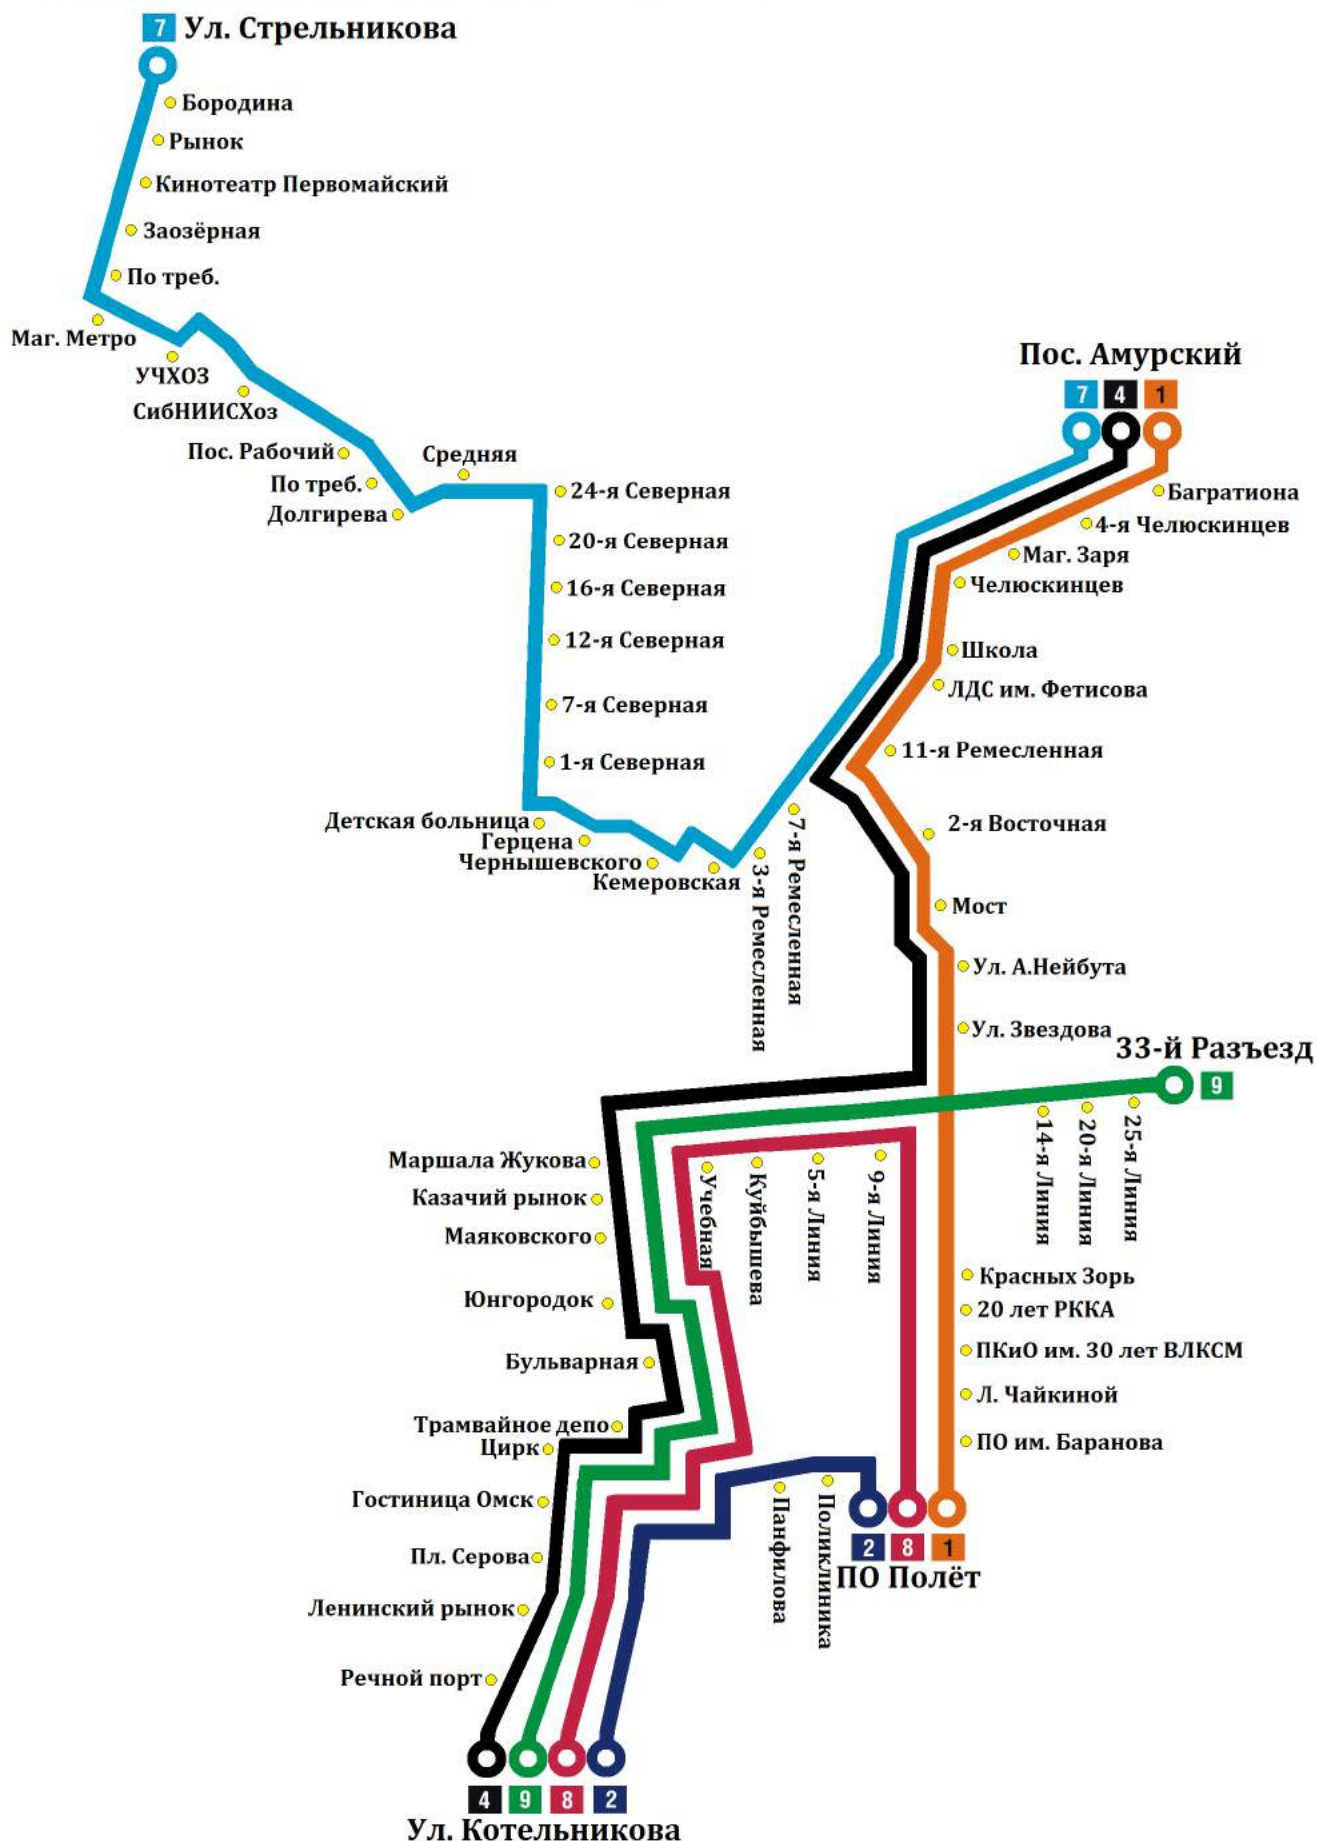 7 Ул. Стрельникова
Бородина
Рынок
Кинотеатр Первомайский
Заозёрная
По треб.
Маг. Метро
УЧХОЗ
СибНИИСХоз
Пос. Рабочий
По треб.
Долгирева
Средняя
24-я Северная
20-я Северная
16-я Северная
12-я Северная
7-я Северная
1-я Северная
Детская больница
Герцена
Чернышевского
Кемеровская
3-я Ремесленная
7-я Ремесленная
Пос. Амурский
7 4 1
Багратиона
4-я Челюскинцев
Маг. Заря
Челюскинцев
Школа
ЛДС им. Фетисова
11-я Ремесленная
2-я Восточная
Мост
Ул. А.Нейбута
Ул. Звездова
33-й Разъезд
9
14-я Линия
20-я Линия
25-я Линия
Учебная
Куйбышева
5-я Линия
9-я Линия
Маршала Жукова
Казачий рынок
Маяковского
Юнгородок
Бульварная
Трамвайное депо
Цирк
Гостиница Омск
Пл. Серова
Ленинский рынок
Речной порт
Красных Зорь
20 лет РККА
ПКиО им. 30 лет ВЛКСМ
Л. Чайкиной
ПО им. Баранова
Панфилова
Поликлиника
2 8 1
ПО Полёт
4 9 8 2
Ул. Котельникова